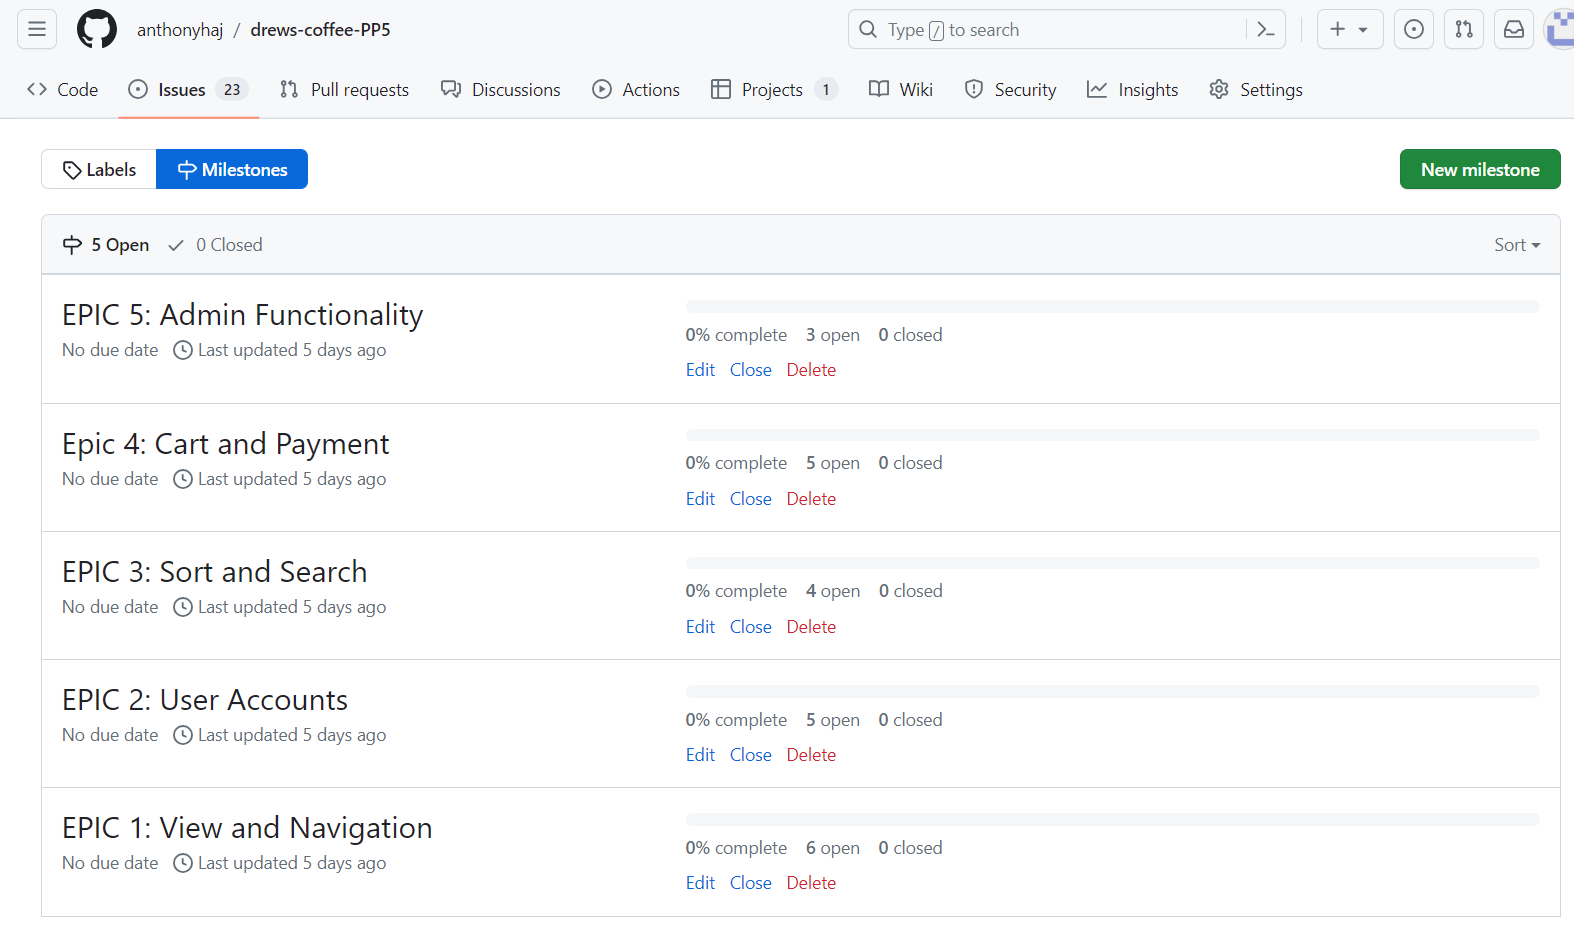 anthonyhaj / drews-coffee-PP5
Type / to search
Code Issues 23 Pull requests Discussions Actions Projects 1 Wiki Security Insights Settings
Labels Milestones New milestone
5 Open 0 Closed Sort
EPIC 5: Admin Functionality
No due date Last updated 5 days ago
0% complete 3 open 0 closed
Edit Close Delete
Epic 4: Cart and Payment
No due date Last updated 5 days ago
0% complete 5 open 0 closed
Edit Close Delete
EPIC 3: Sort and Search
No due date Last updated 5 days ago
0% complete 4 open 0 closed
Edit Close Delete
EPIC 2: User Accounts
No due date Last updated 5 days ago
0% complete 5 open 0 closed
Edit Close Delete
EPIC 1: View and Navigation
No due date Last updated 5 days ago
0% complete 6 open 0 closed
Edit Close Delete